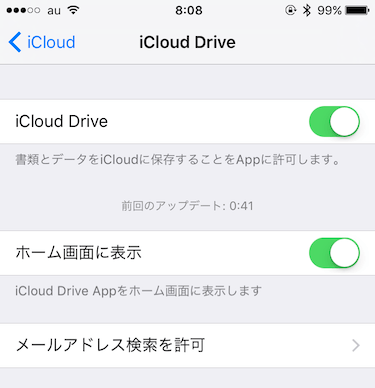 au 8:08 99%
iCloud iCloud Drive
iCloud Drive
書類とデータをiCloudに保存することをAppに許可します。
前回のアップデート: 0:41
ホーム画面に表示
iCloud Drive Appをホーム画面に表示します
メールアドレス検索を許可